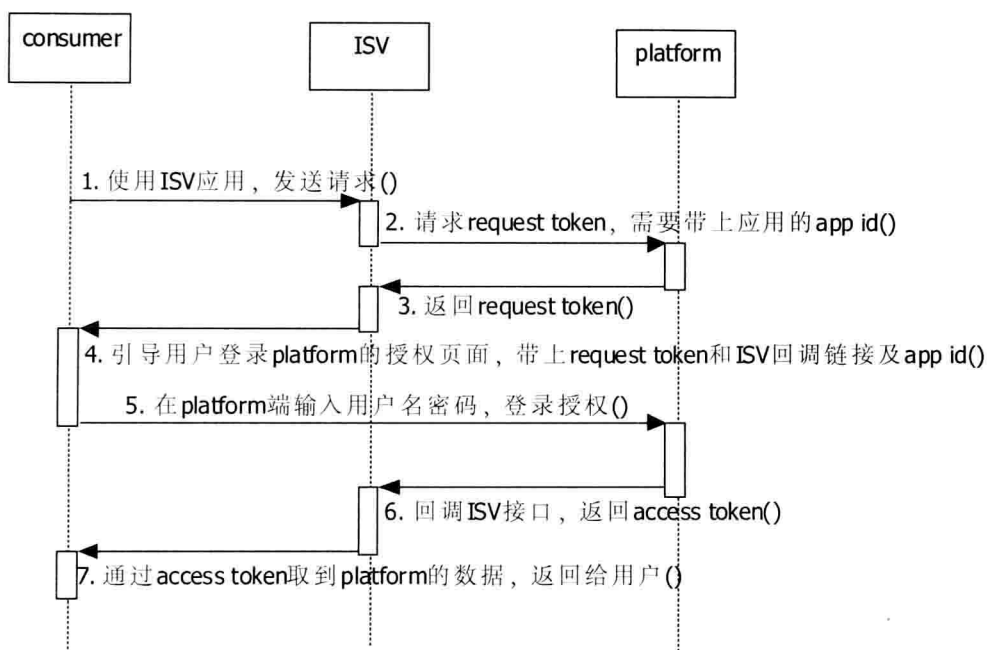 consumer
ISV
platform
1. 使用ISV应用，发送请求()
2. 请求request token，需要带上应用的app id()
3. 返回request token()
4. 引导用户登录platform的授权页面，带上request token和ISV回调链接及app id()
5. 在platform端输入用户名密码，登录授权()
6. 回调ISV接口，返回access token()
7. 通过access token取到platform的数据，返回给用户()